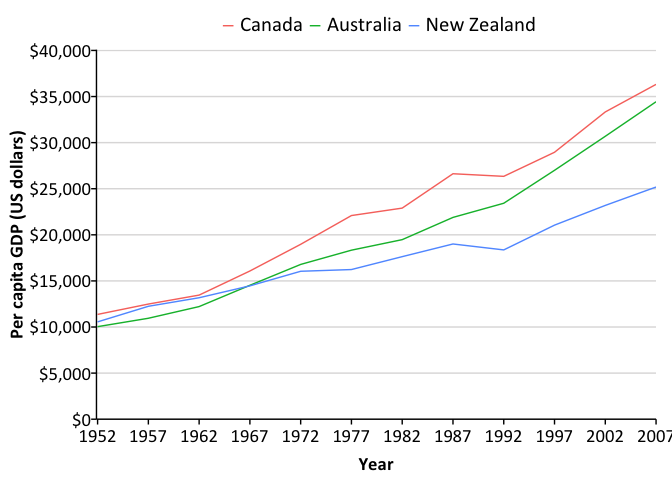 Canada Australia New Zealand
$40,000
$35,000
$30,000
$25,000
$20,000
$15,000
$10,000
$5,000
$0
Per capita GDP (US dollars)
1952 1957 1962 1967 1972 1977 1982 1987 1992 1997 2002 2007
Year